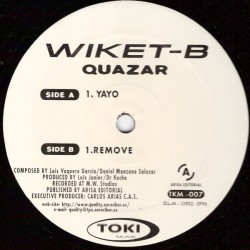 WIKET-B
QUAZAR
SIDE A
1. YAYO
SIDE B
1.REMOVE
A
ARISA EDITORIAL
TKM -007
COMPOSED BY Luis Vaquero Garcia/Daniel Manzano Salazar
PRODUCED BY Luis Junior/Dr Kucho
RECORDED AT M.W. Studios
PUBLISHED BY ARISA EDITORIAL
EXECUTIVE PRODUCER: CARLOS ARIAS C.A.S.
TOKI